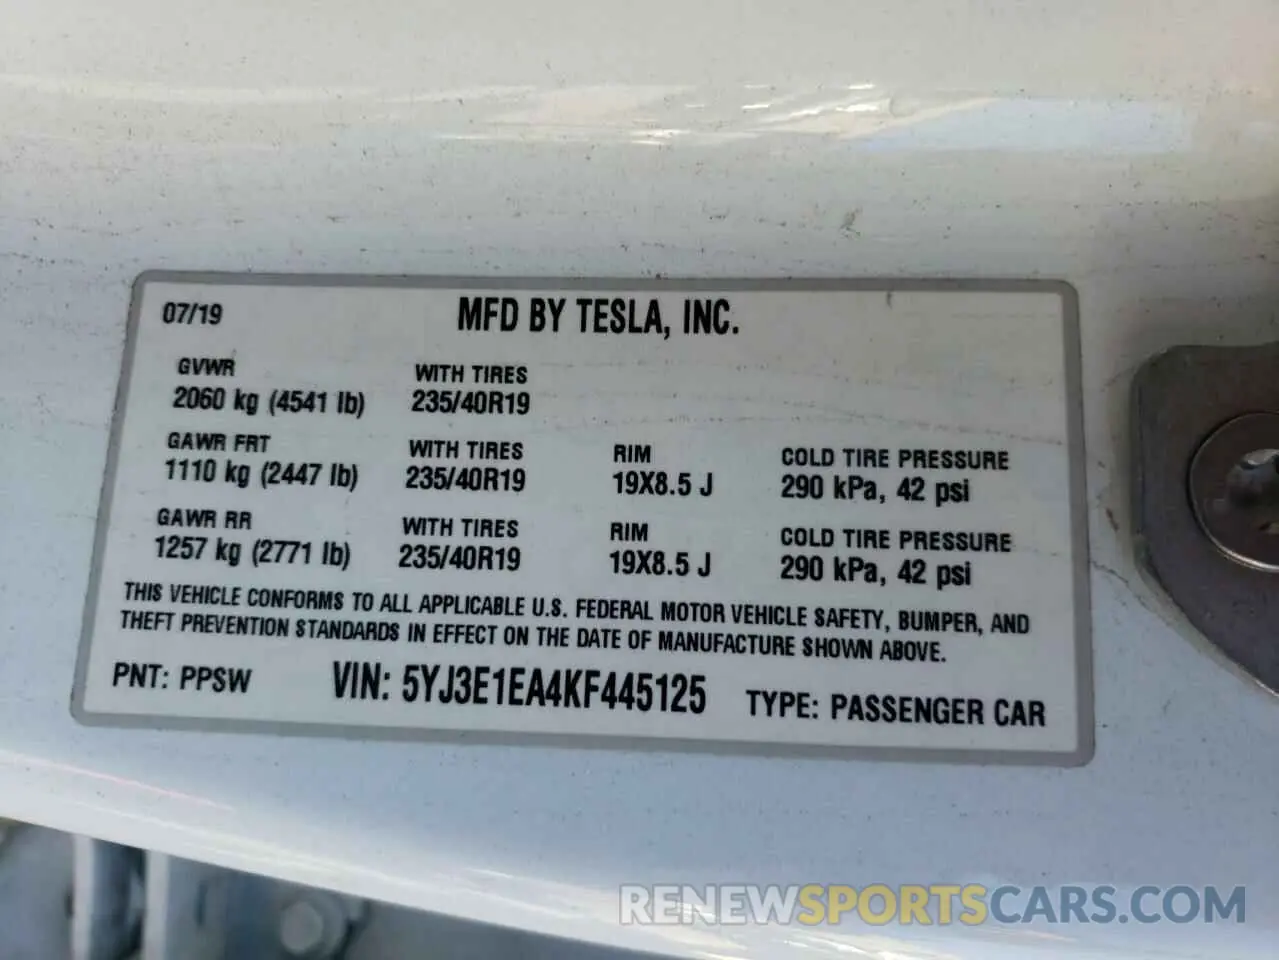 07/19 MFD BY TESLA, INC.
GVWR WITH TIRES
2060 kg (4541 lb) 235/40R19
GAWR FRT WITH TIRES RIM COLD TIRE PRESSURE
1110 kg (2447 lb) 235/40R19 19X8.5 J 290 kPa, 42 psi
GAWR RR WITH TIRES RIM COLD TIRE PRESSURE
1257 kg (2771 lb) 235/40R19 19X8.5 J 290 kPa, 42 psi
THIS VEHICLE CONFORMS TO ALL APPLICABLE U.S. FEDERAL MOTOR VEHICLE SAFETY, BUMPER, AND
THEFT PREVENTION STANDARDS IN EFFECT ON THE DATE OF MANUFACTURE SHOWN ABOVE.
PNT: PPSW VIN: 5YJ3E1EA4KF445125 TYPE: PASSENGER CAR
RENEWSPORTSCARS.COM